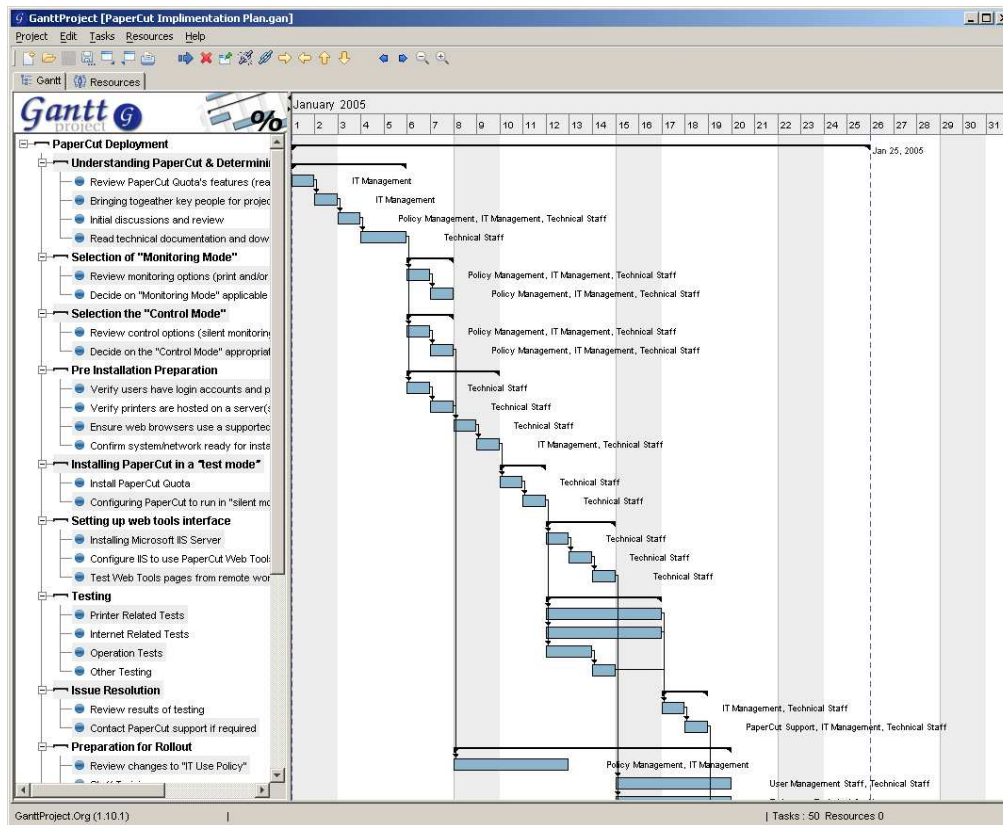 GanttProject [PaperCut Implimentation Plan.gan]
Project Edit Tasks Resources Help
Gantt Resources
Gantt project %
January 2005
1 2 3 4 5 6 7 8 9 10 11 12 13 14 15 16 17 18 19 20 21 22 23 24 25 26 27 28 29 30 31
PaperCut Deployment
Jan 25, 2005
Understanding PaperCut & Determini
Review PaperCut Quota's features (rea
IT Management
Bringing togeather key people for projec
IT Management
Initial discussions and review
Policy Management, IT Management, Technical Staff
Read technical documentation and dow
Technical Staff
Selection of "Monitoring Mode"
Review monitoring options (print and/or
Policy Management, IT Management, Technical Staff
Decide on "Monitoring Mode" applicable
Policy Management, IT Management, Technical Staff
Selection the "Control Mode"
Review control options (silent monitoring
Policy Management, IT Management, Technical Staff
Decide on the "Control Mode" appropriat
Policy Management, IT Management, Technical Staff
Pre Installation Preparation
Verify users have login accounts and p
Technical Staff
Verify printers are hosted on a server(s
Technical Staff
Ensure web browsers use a supported
Technical Staff
Confirm system/network ready for insta
IT Management, Technical Staff
Installing PaperCut in a "test mode"
Install PaperCut Quota
Technical Staff
Configuring PaperCut to run in "silent mo
Technical Staff
Setting up web tools interface
Installing Microsoft IIS Server
Technical Staff
Configure IIS to use PaperCut Web Tools
Technical Staff
Test Web Tools pages from remote wor
Technical Staff
Testing
Printer Related Tests
Internet Related Tests
Operation Tests
Other Testing
Issue Resolution
Review results of testing
IT Management, Technical Staff
Contact PaperCut support if required
PaperCut Support, IT Management, Technical Staff
Preparation for Rollout
Review changes to "IT Use Policy"
Policy Management, IT Management
User Management Staff, Technical Staff
GanttProject.Org (1.10.1) | | Tasks : 50 Resources 0